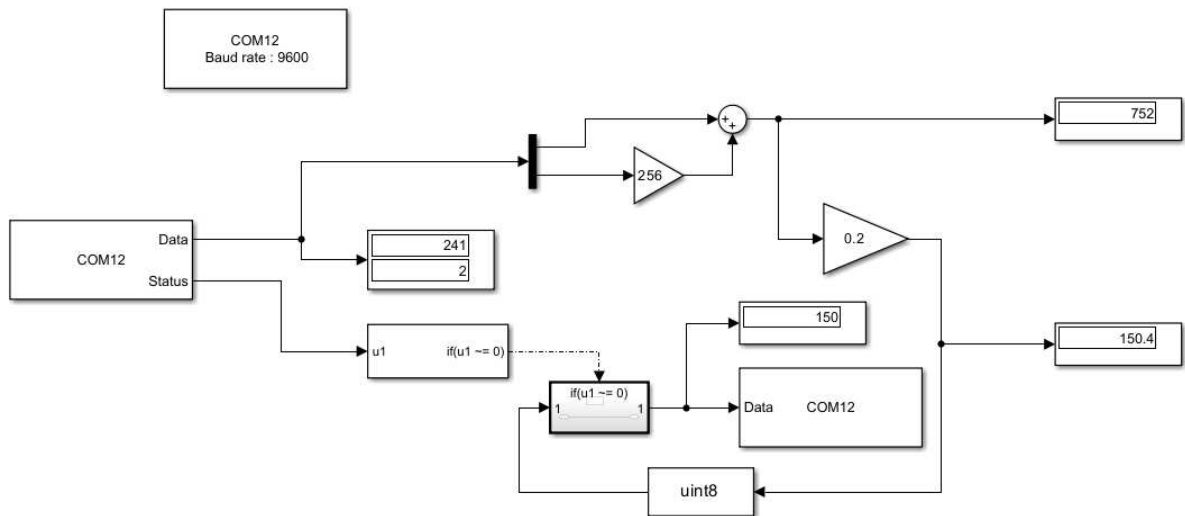 COM12
Baud rate : 9600
+
+
752
256
Data
COM12
Status
241
2
0.2
u1
if(u1 ~= 0)
150
150.4
if(u1 ~= 0)
1
1
Data
COM12
uint8